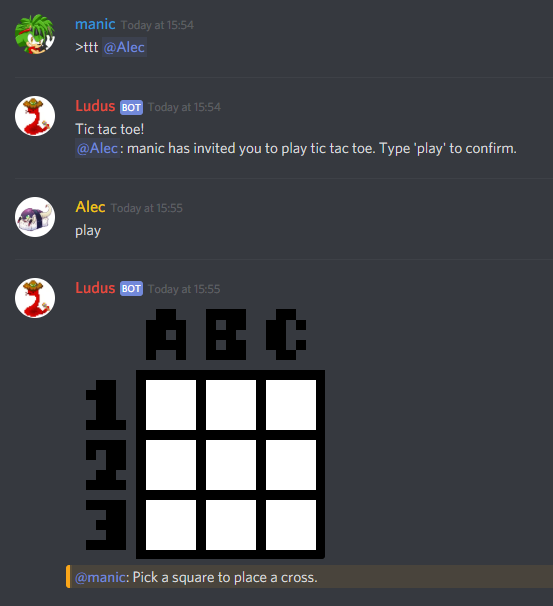 manic Today at 15:54
>ttt @Alec
Ludus BOT Today at 15:54
Tic tac toe!
@Alec: manic has invited you to play tic tac toe. Type 'play' to confirm.
Alec Today at 15:55
play
Ludus BOT Today at 15:55
A B C
1
2
3
@manic: Pick a square to place a cross.